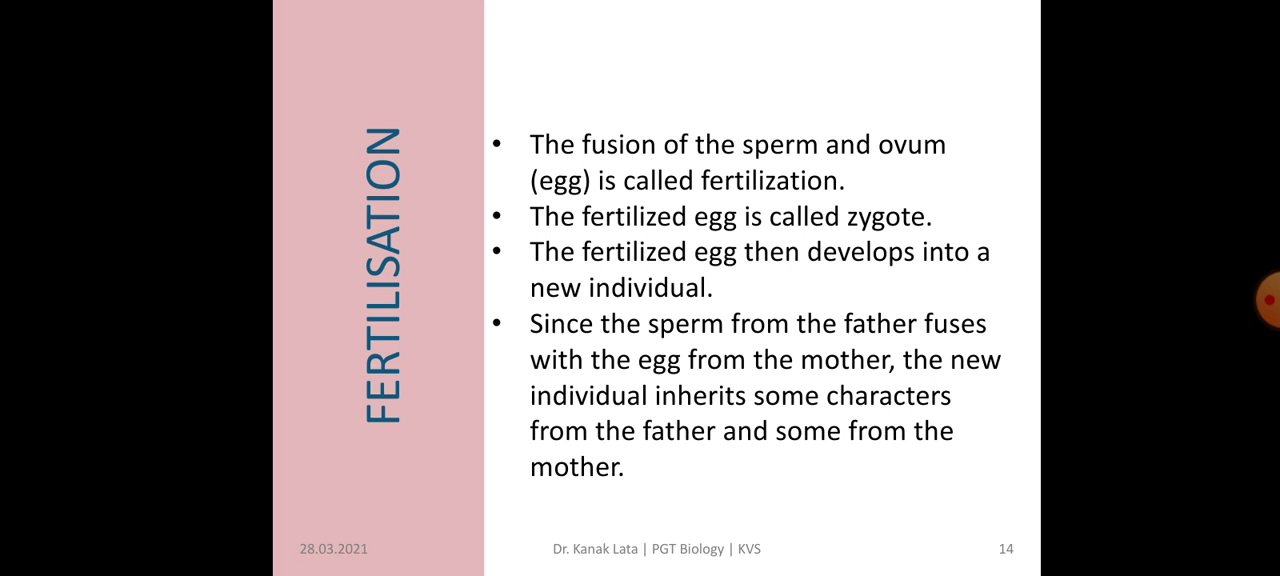 FERTILISATION
• The fusion of the sperm and ovum
(egg) is called fertilization.
• The fertilized egg is called zygote.
• The fertilized egg then develops into a
new individual.
• Since the sperm from the father fuses
with the egg from the mother, the new
individual inherits some characters
from the father and some from the
mother.
28.03.2021
Dr. Kanak Lata | PGT Biology | KVS
14